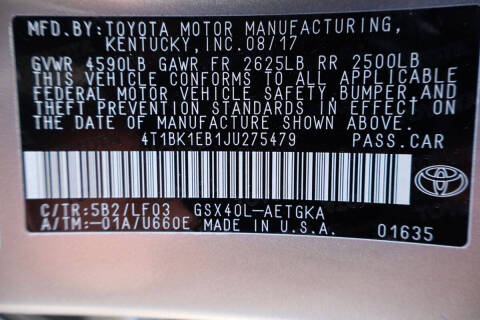 MFD.BY: TOYOTA MOTOR MANUFACTURING,
KENTUCKY, INC. 08/17
GVWR 4590LB GAWR FR 2625LB RR 2500LB
THIS VEHICLE CONFORMS TO ALL APPLICABLE
FEDERAL MOTOR VEHICLE SAFETY, BUMPER, AND
THEFT PREVENTION STANDARDS IN EFFECT ON
THE DATE OF MANUFACTURE SHOWN ABOVE.
4T1BK1EB1JU275479 PASS.CAR
C/TR:5B2/LF03 GSX40L-AETGKA
A/TM:-01A/U660E MADE IN U.S.A. 01635